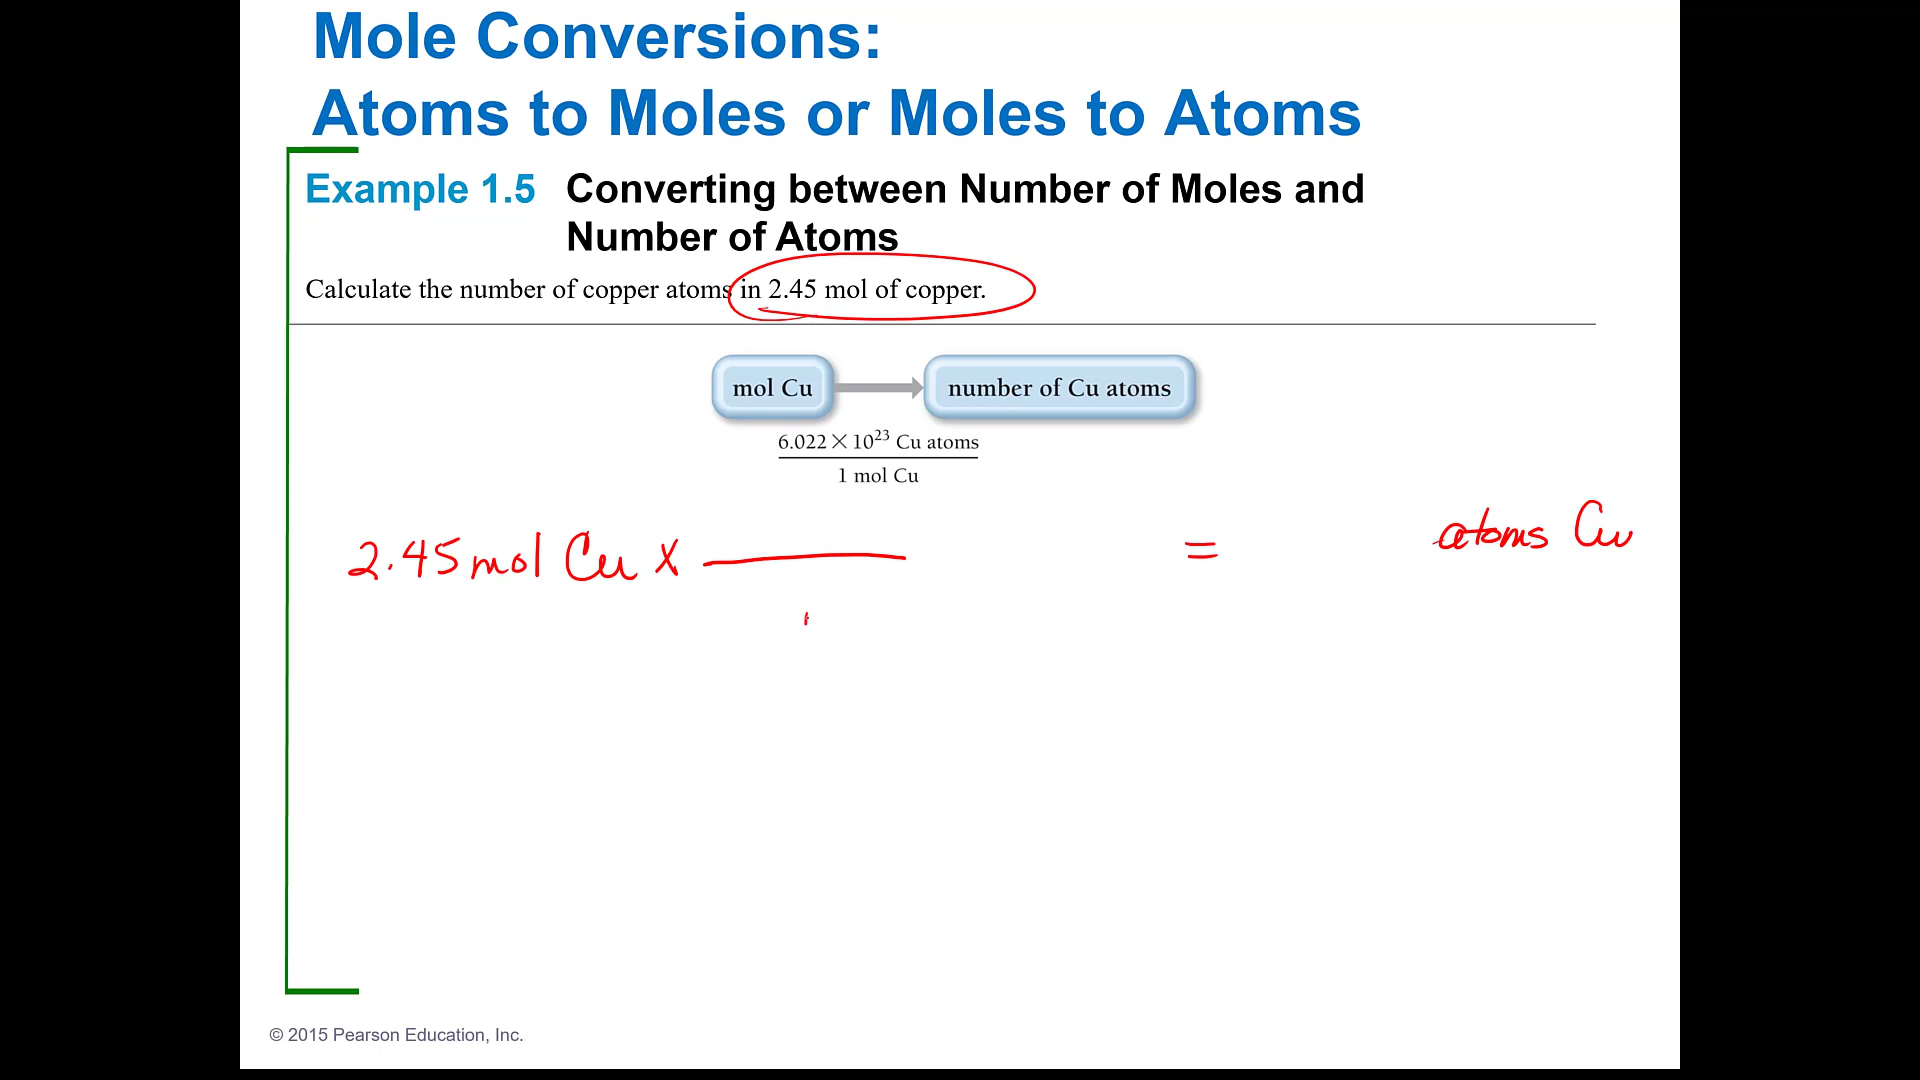 Mole Conversions:
Atoms to Moles or Moles to Atoms
Example 1.5 Converting between Number of Moles and
Number of Atoms
Calculate the number of copper atoms in 2.45 mol of copper.
mol Cu number of Cu atoms
6.022 × 10²³ Cu atoms
1 mol Cu
2.45 mol Cu x = atoms Cu
© 2015 Pearson Education, Inc.